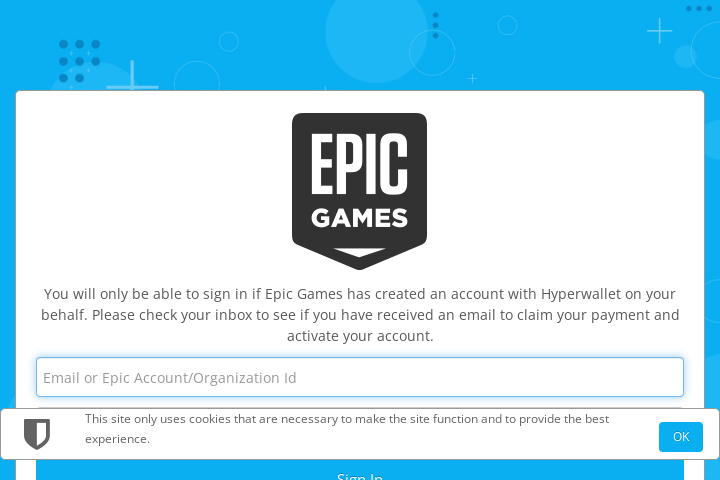 EPIC
GAMES
You will only be able to sign in if Epic Games has created an account with Hyperwallet on your
behalf. Please check your inbox to see if you have received an email to claim your payment and
activate your account.
Email or Epic Account/Organization Id
This site only uses cookies that are necessary to make the site function and to provide the best
experience.
OK
Sign In